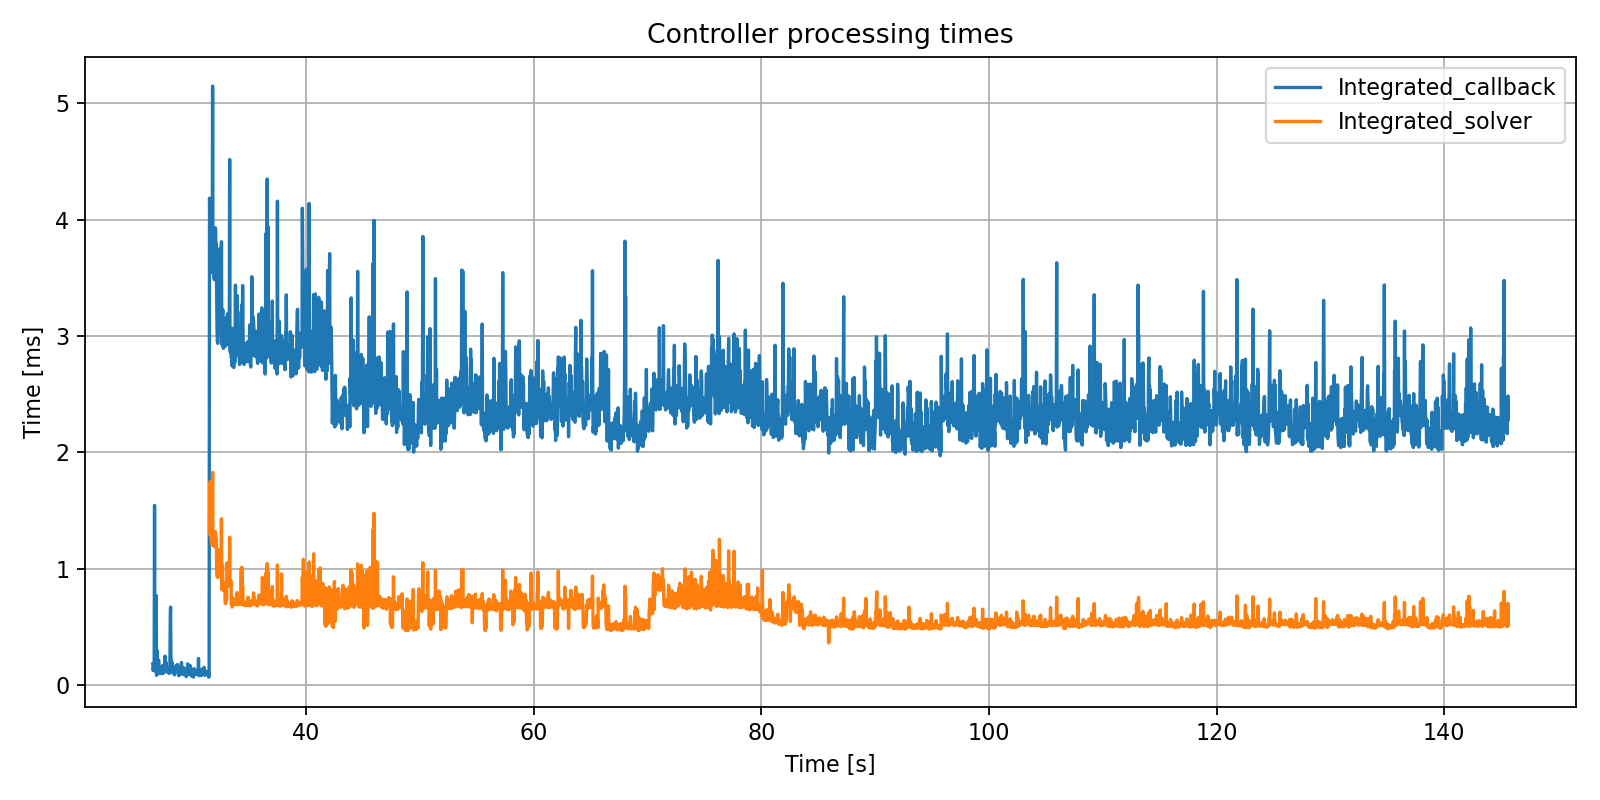 Controller processing times
Integrated_callback
Integrated_solver
5
4
3
2
1
0
Time [ms]
40
60
80
100
120
140
Time [s]